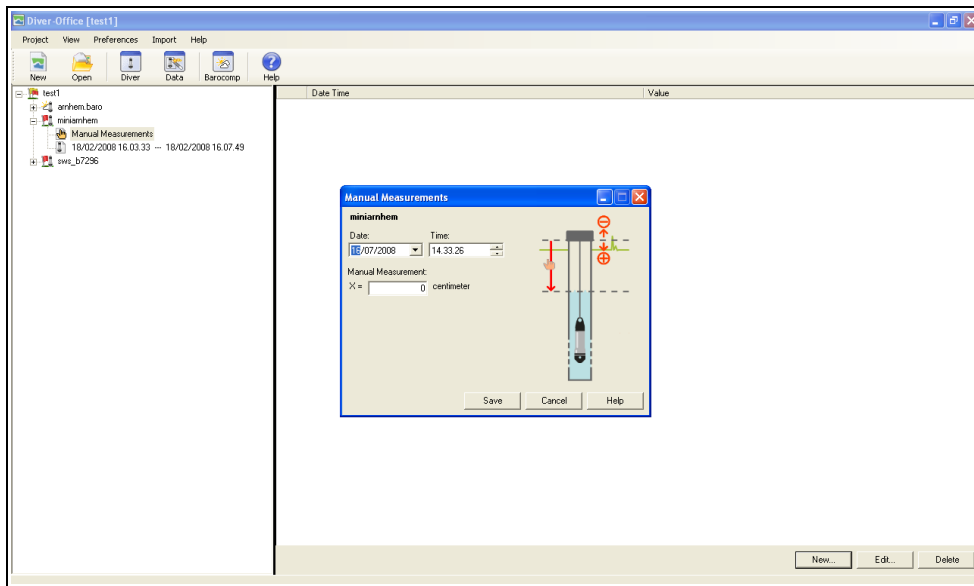 Diver-Office [test1]
Project View Preferences Import Help
New Open Diver Data Barocomp Help
test1
arnhem.baro
miniarnhem
Manual Measurements
18/02/2008 16.03.33 --- 18/02/2008 16.07.49
sws_b7296
Date Time Value
Manual Measurements
miniarnhem
Date: Time:
16/07/2008 14.33.26
Manual Measurement:
X = 0 centimeter
Save Cancel Help
New... Edit... Delete